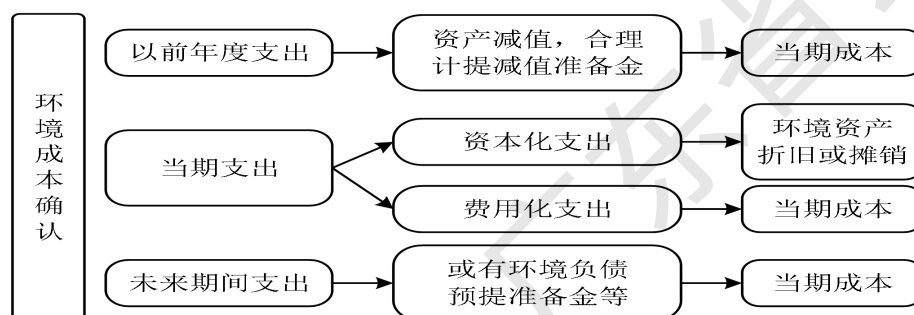 环境成本确认
以前年度支出
资产减值，合理
计提减值准备金
当期成本
当期支出
资本化支出
环境资产
折旧或摊销
费用化支出
当期成本
未来期间支出
或有环境负债
预提准备金等
当期成本
广东省